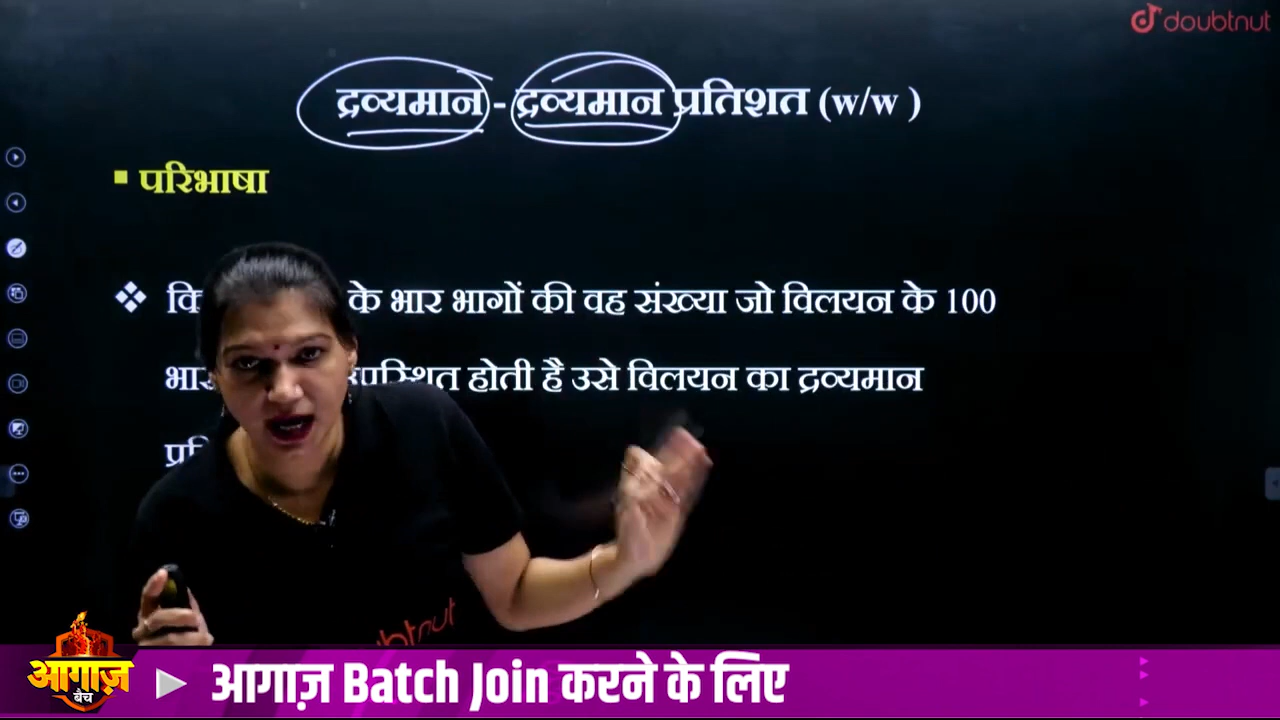 doubtnut
द्रव्यमान - द्रव्यमान प्रतिशत (w/w )
परिभाषा
के भार भागों की वह संख्या जो विलयन के 100
होती है उसे विलयन का द्रव्यमान
आगाज़
बैच
आगाज़ Batch Join करने के लिए